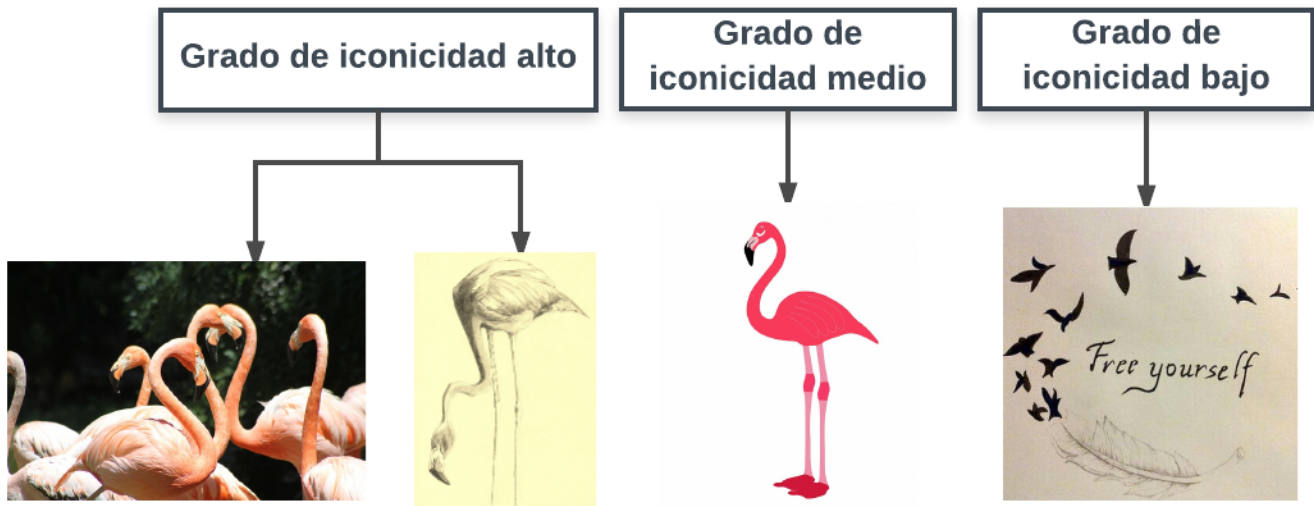 Grado de iconicidad alto
Grado de
iconicidad medio
Grado de
iconicidad bajo
Free yourself